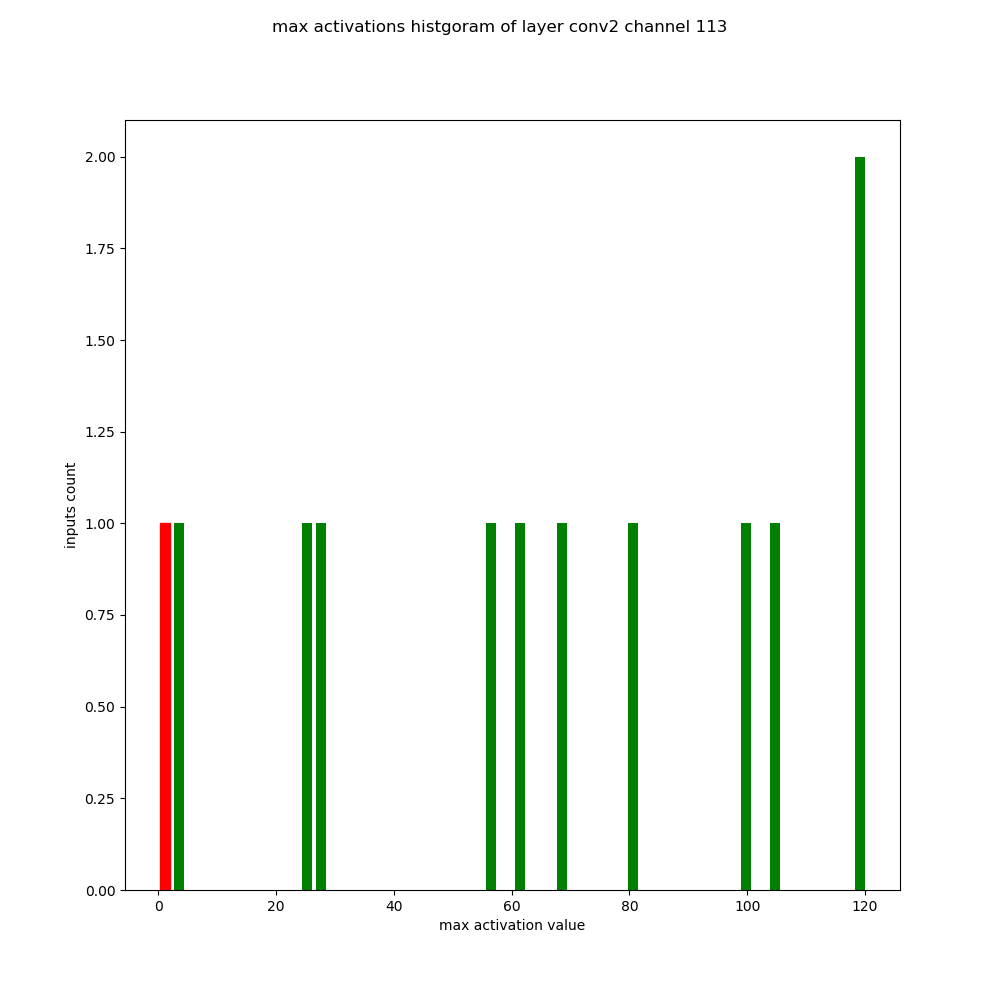 max activations histgoram of layer conv2 channel 113
2.00
1.75
1.50
1.25
1.00
0.75
0.50
0.25
0.00
inputs count
0 20 40 60 80 100 120
max activation value